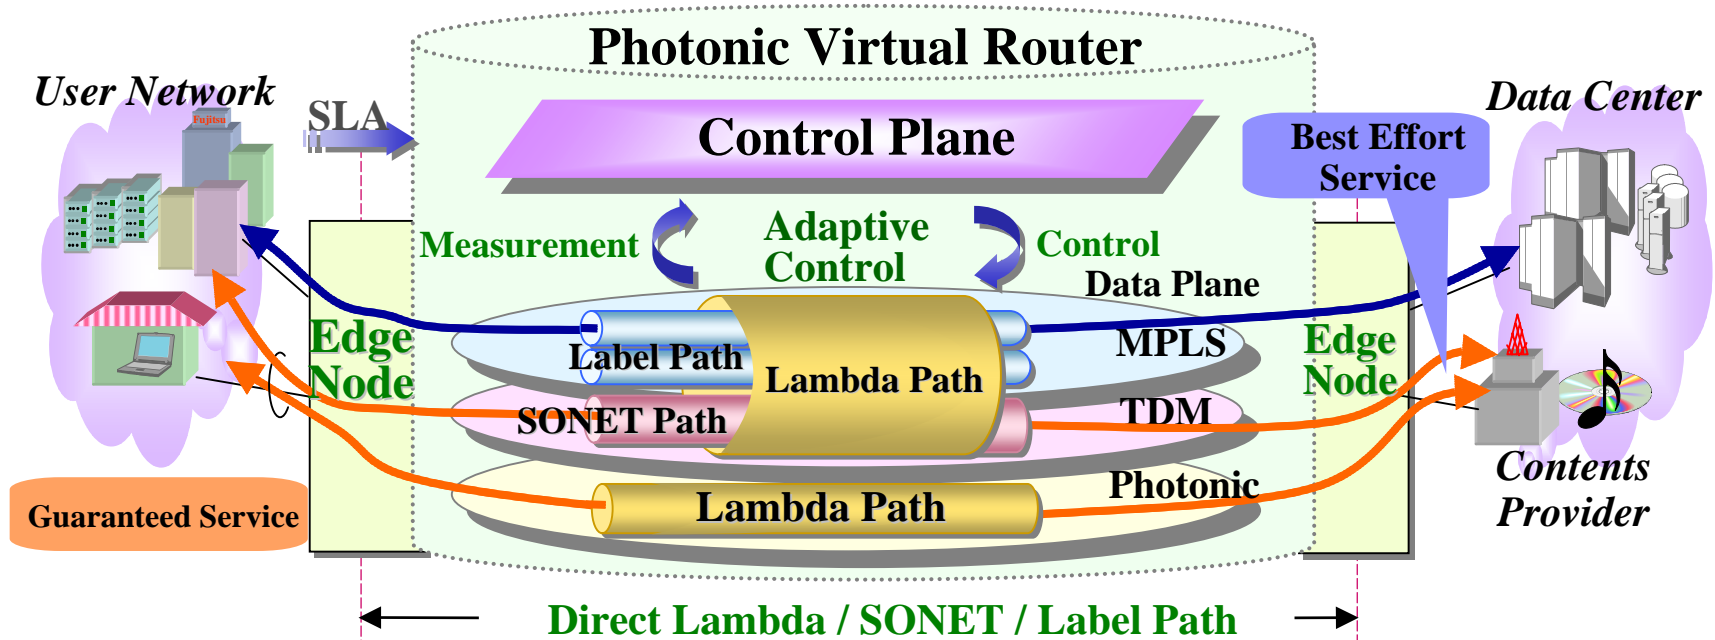 Photonic Virtual Router
User Network
Fujitsu
SLA
Control Plane
Data Center
Best Effort
Service
Measurement
Adaptive
Control
Control
Data Plane
Edge
Node
Label Path
Lambda Path
MPLS
Edge
Node
SONET Path
TDM
Lambda Path
Photonic
Guaranteed Service
Contents
Provider
Direct Lambda / SONET / Label Path